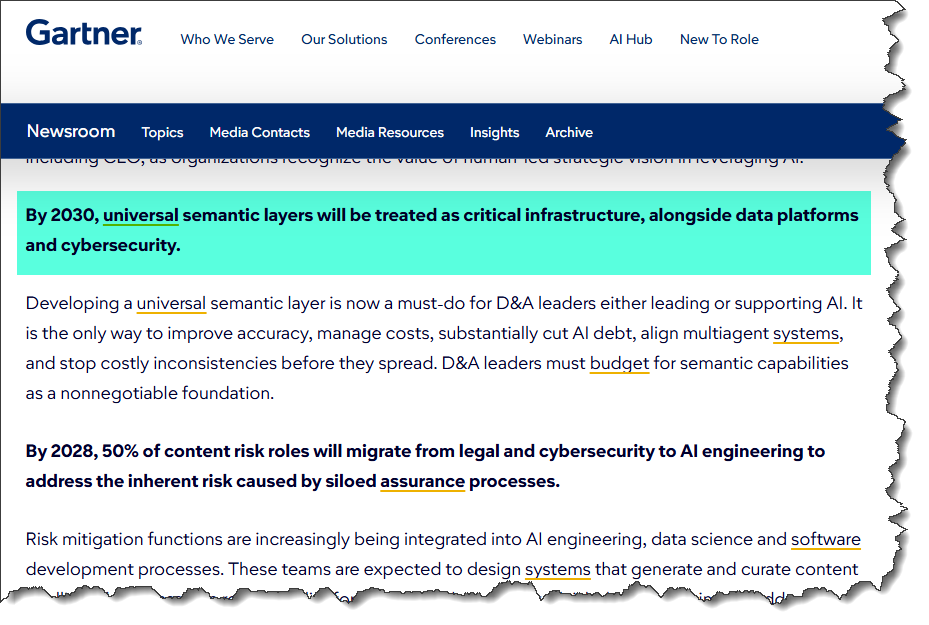 Gartner
Who We Serve Our Solutions Conferences Webinars AI Hub New To Role
Newsroom Topics Media Contacts Media Resources Insights Archive
including CEO, as organizations recognize the value of human-led strategic vision in leveraging AI.
By 2030, universal semantic layers will be treated as critical infrastructure, alongside data platforms
and cybersecurity.
Developing a universal semantic layer is now a must-do for D&A leaders either leading or supporting AI. It
is the only way to improve accuracy, manage costs, substantially cut AI debt, align multiagent systems,
and stop costly inconsistencies before they spread. D&A leaders must budget for semantic capabilities
as a nonnegotiable foundation.
By 2028, 50% of content risk roles will migrate from legal and cybersecurity to AI engineering to
address the inherent risk caused by siloed assurance processes.
Risk mitigation functions are increasingly being integrated into AI engineering, data science and software
development processes. These teams are expected to design systems that generate and curate content